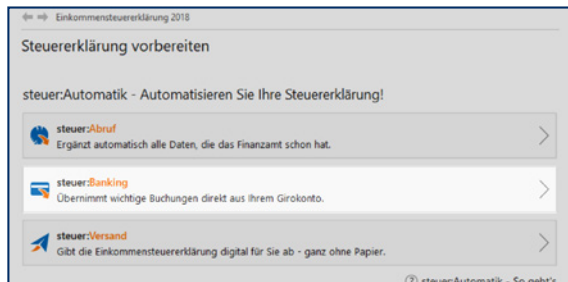 Einkommensteuererklärung 2018
Steuererklärung vorbereiten
steuer:Automatik - Automatisieren Sie Ihre Steuererklärung!
steuer:Abruf
Ergänzt automatisch alle Daten, die das Finanzamt schon hat.
steuer:Banking
Übernimmt wichtige Buchungen direkt aus Ihrem Girokonto.
steuer:Versand
Gibt die Einkommensteuererklärung digital für Sie ab - ganz ohne Papier.
steuer:Automatik - So geht's